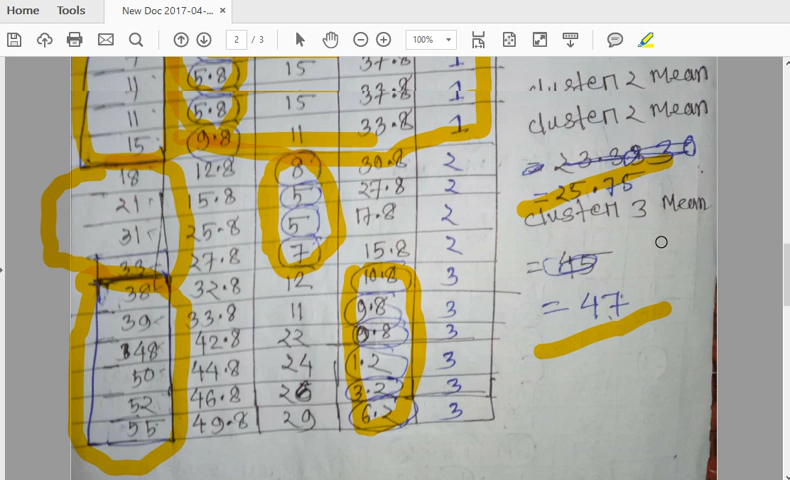 Home Tools New Doc 2017-04-... ×
2 / 3 100%
15 37.8 1
11 5.8 15 37.8 1
11 5.8 15 37.8 1
15 9.8 11 33.8 1
18 12.8 8 30.8 2
21 15.8 5 27.8 2
31 25.8 5 17.8 2
33 27.8 7 15.8 2
38 32.8 12 10.8 3
39 33.8 11 9.8 3
48 42.8 22 3
50 44.8 24 1.2 3
52 46.8 26 3.2 3
55 49.8 29 6.2 3
cluster 2 Mean
cluster 2 Mean
= 25.75
cluster 3 Mean
= 45
= 47